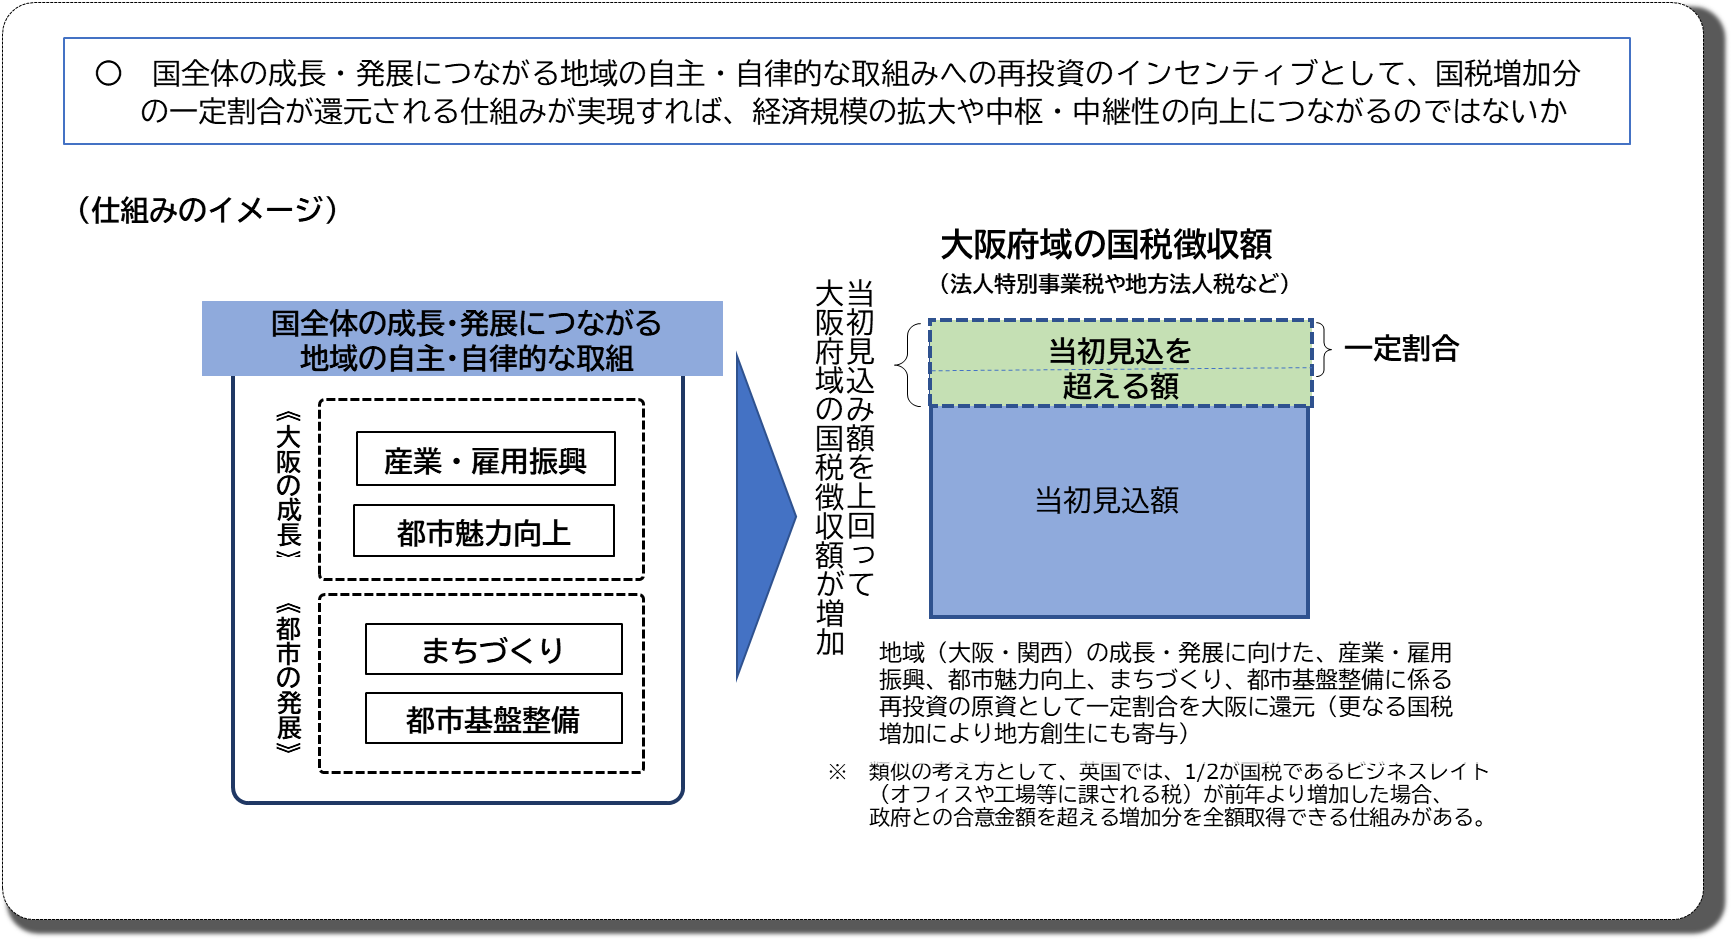 〇　国全体の成長・発展につながる地域の自主・自律的な取組みへの再投資のインセンティブとして、国税増加分
の一定割合が還元される仕組みが実現すれば、経済規模の拡大や中枢・中継性の向上につながるのではないか
（仕組みのイメージ）
国全体の成長・発展につながる
地域の自主・自律的な取組
《大阪の成長》
産業・雇用振興
都市魅力向上
《都市の発展》
まちづくり
都市基盤整備
当初見込み額を上回って
大阪府域の国税徴収額が増加
大阪府域の国税徴収額
（法人特別事業税や地方法人税など）
当初見込を
超える額
一定割合
当初見込額
地域（大阪・関西）の成長・発展に向けた、産業・雇用
振興、都市魅力向上、まちづくり、都市基盤整備に係る
再投資の原資として一定割合を大阪に還元（更なる国税
増加により地方創生にも寄与）
※　類似の考え方として、英国では、1/2が国税であるビジネスレイト
（オフィスや工場等に課される税）が前年より増加した場合、
政府との合意金額を超える増加分を全額取得できる仕組みがある。